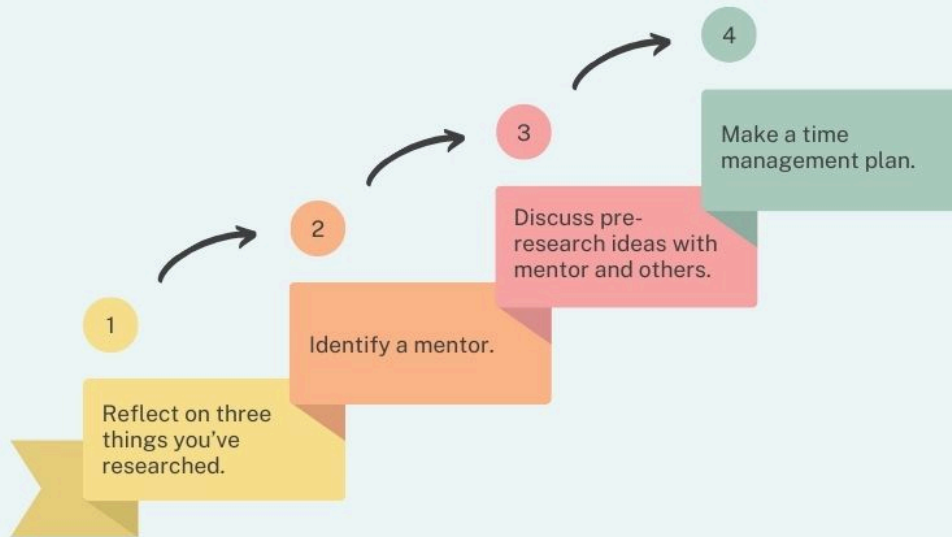 1
Reflect on three
things you've
researched.
2
Identify a mentor.
3
Discuss pre-
research ideas with
mentor and others.
4
Make a time
management plan.